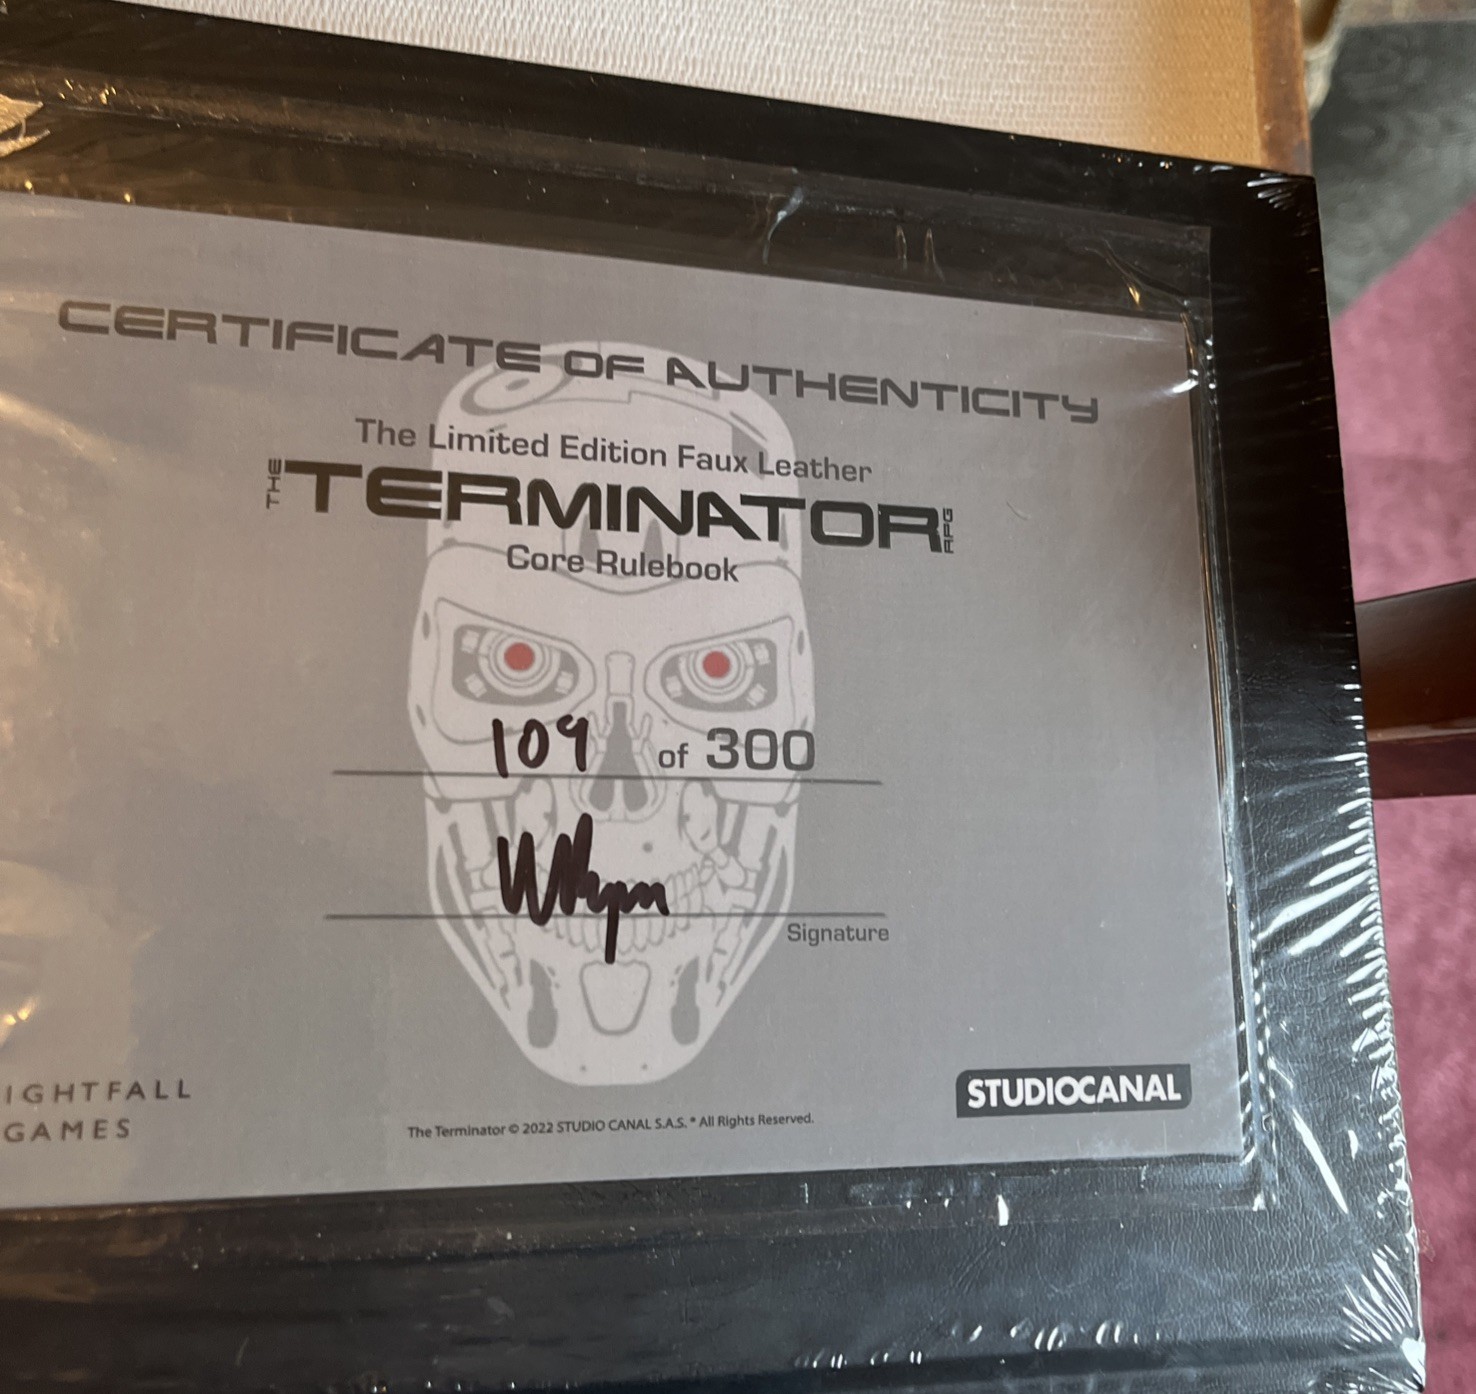 CERTIFICATE OF AUTHENTICITY
The Limited Edition Faux Leather
THE TERMINATOR RPG
Core Rulebook
109 of 300
Signature
IGHTFALL
GAMES
The Terminator © 2022 STUDIO CANAL S.A.S. * All Rights Reserved.
STUDIOCANAL